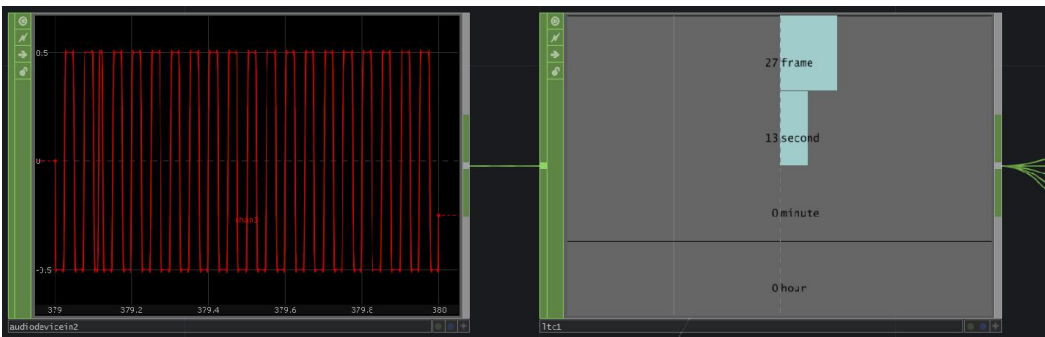 0.5
0
-0.5
chan1
379
379.2
379.4
379.6
379.8
380
audiodevicein2
27 frame
13 second
0 minute
0 hour
ltc1